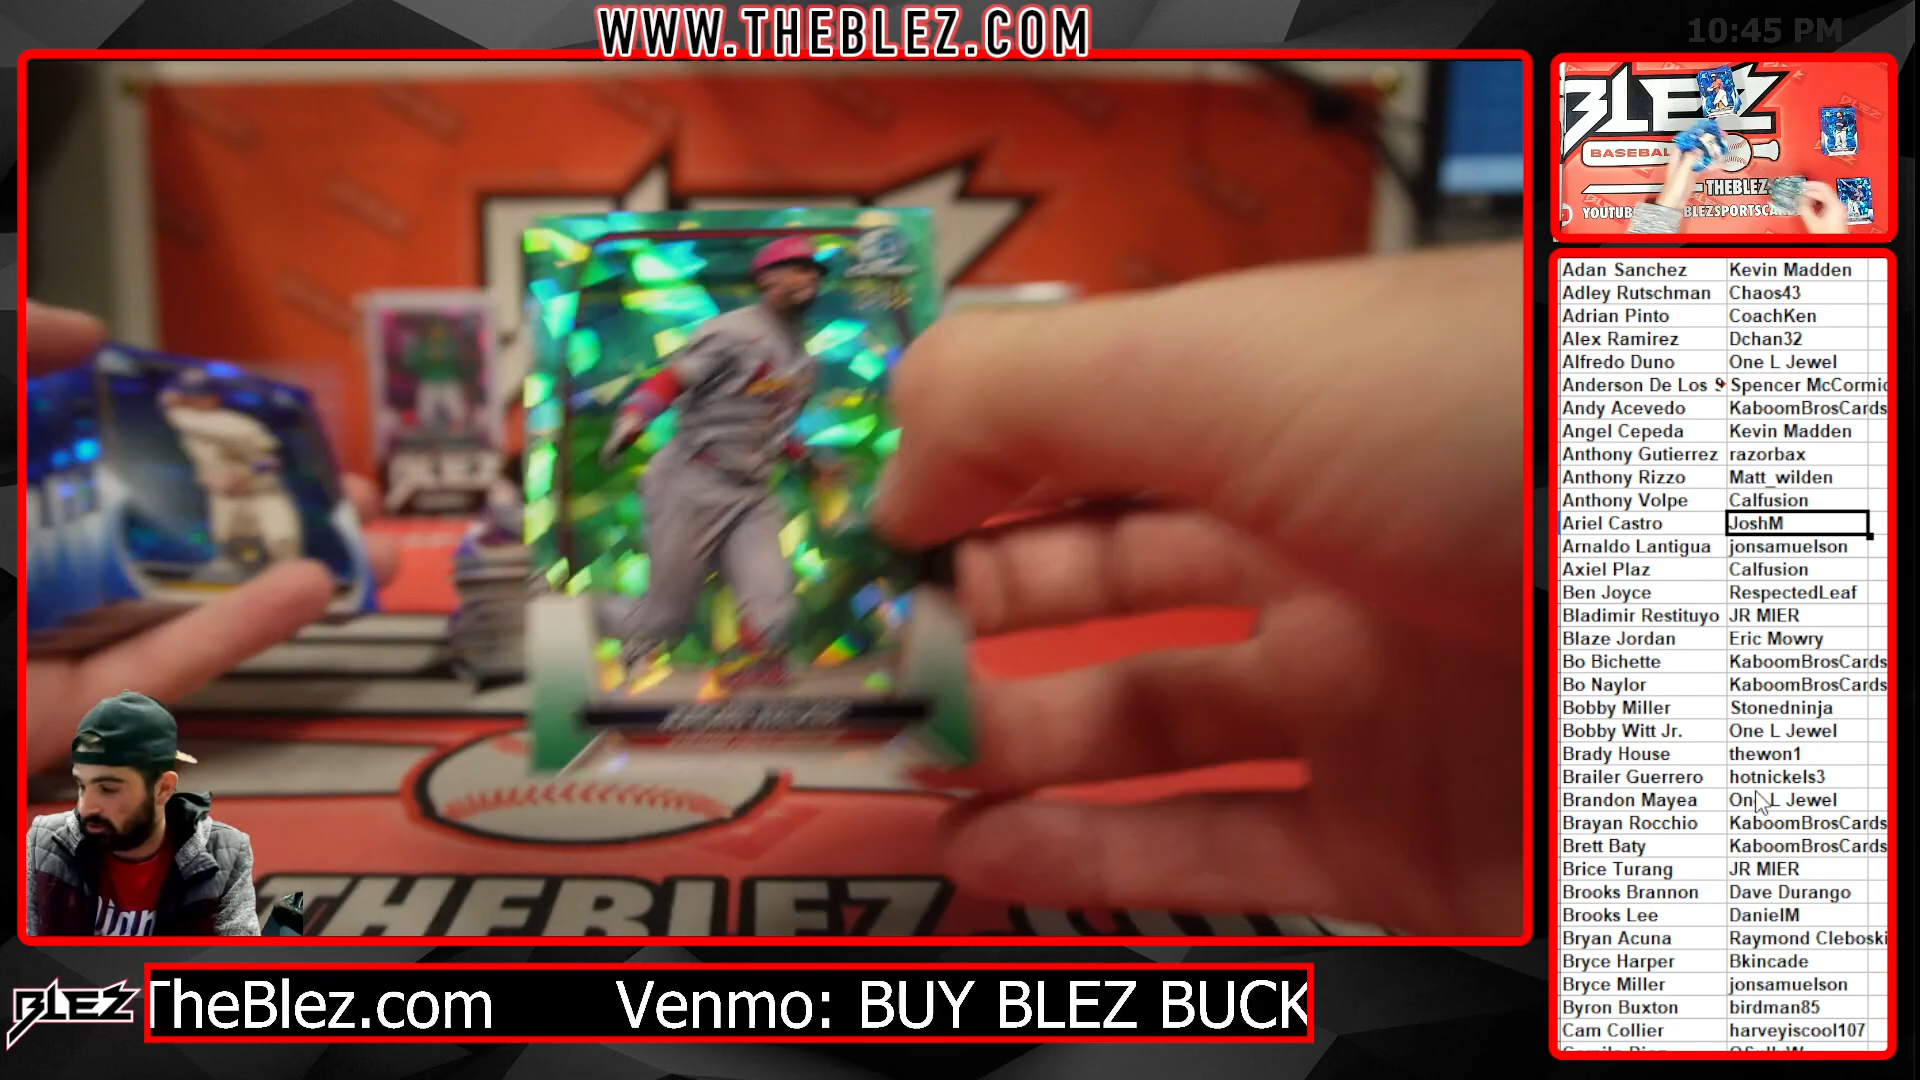 WWW.THEBLEZ.COM
10:45 PM
BLEZ
BASEBAL
THEBLEZ
YOUTUB
BLEZSPORTSCA
Adan Sanchez Kevin Madden
Adley Rutschman Chaos43
Adrian Pinto CoachKen
Alex Ramirez Dchan32
Alfredo Duno One L Jewel
Anderson De Los S Spencer McCormic
Andy Acevedo KaboomBrosCards
Angel Cepeda Kevin Madden
Anthony Gutierrez razorbax
Anthony Rizzo Matt_wilden
Anthony Volpe Calfusion
Ariel Castro JoshM
Arnaldo Lantigua jonsamuelson
Axiel Plaz Calfusion
Ben Joyce RespectedLeaf
Bladimir Restituyo JR MIER
Blaze Jordan Eric Mowry
Bo Bichette KaboomBrosCards
Bo Naylor KaboomBrosCards
Bobby Miller Stonedninja
Bobby Witt Jr. One L Jewel
Brady House thewon1
Brailer Guerrero hotnickels3
Brandon Mayea One L Jewel
Brayan Rocchio KaboomBrosCards
Brett Baty KaboomBrosCards
Brice Turang JR MIER
Brooks Brannon Dave Durango
Brooks Lee DanielM
Bryan Acuna Raymond Cleboski
Bryce Harper Bkincade
Bryce Miller jonsamuelson
Byron Buxton birdman85
Cam Collier harveyiscool107
BLEZ
THEBLEZ.COM
BLEZ
TheBlez.com Venmo: BUY BLEZ BUCK